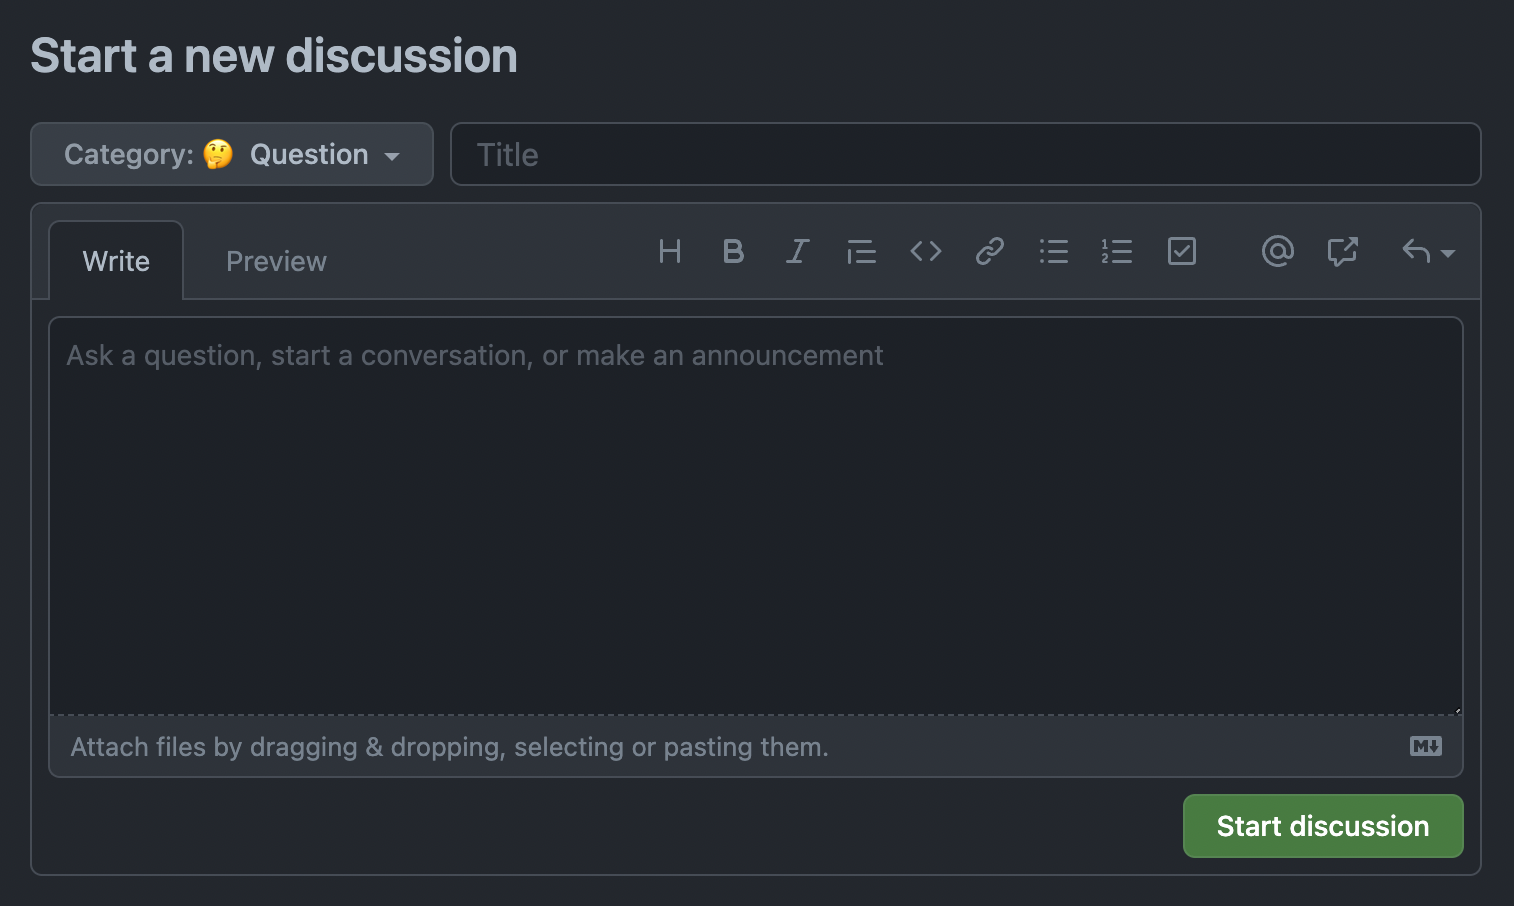 Start a new discussion
Category: 🤔 Question
Title
Write
Preview
Ask a question, start a conversation, or make an announcement
Attach files by dragging & dropping, selecting or pasting them.
Start discussion